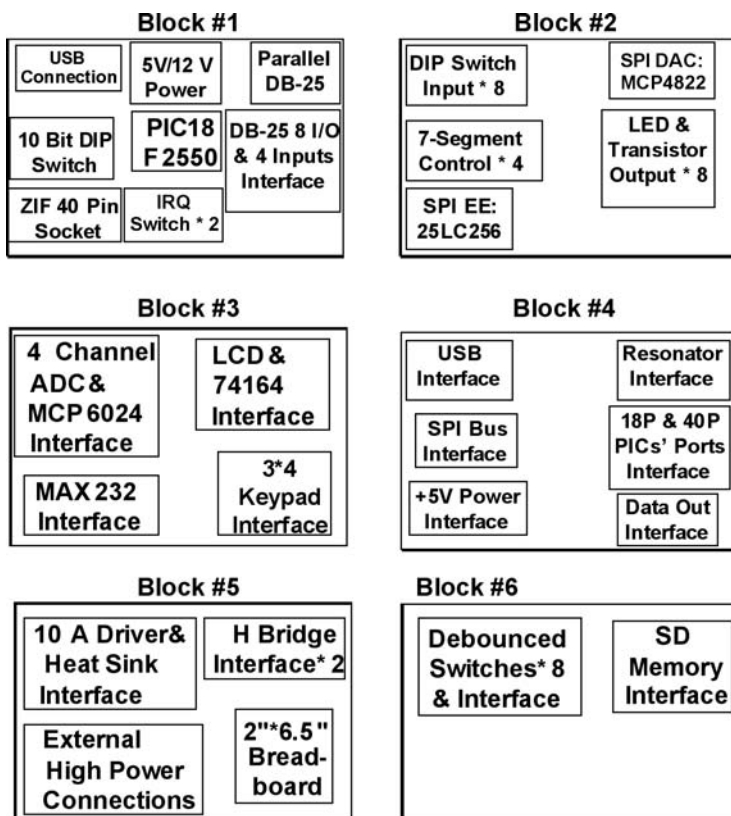 Block #1
USB
Connection
5V/12 V
Power
Parallel
DB-25
10 Bit DIP
Switch
PIC18
F2550
DB-25 8 I/O
& 4 Inputs
Interface
ZIF 40 Pin
Socket
IRQ
Switch * 2
Block #2
DIP Switch
Input * 8
SPI DAC:
MCP4822
7-Segment
Control * 4
LED &
Transistor
Output * 8
SPI EE:
25LC256
Block #3
4 Channel
ADC &
MCP6024
Interface
LCD &
74164
Interface
MAX232
Interface
3*4
Keypad
Interface
Block #4
USB
Interface
Resonator
Interface
SPI Bus
Interface
18P & 40P
PICs' Ports
Interface
+5V Power
Interface
Data Out
Interface
Block #5
10 A Driver&
Heat Sink
Interface
H Bridge
Interface* 2
External
High Power
Connections
2"*6.5"
Bread-
board
Block #6
Debounced
Switches* 8
& Interface
SD
Memory
Interface